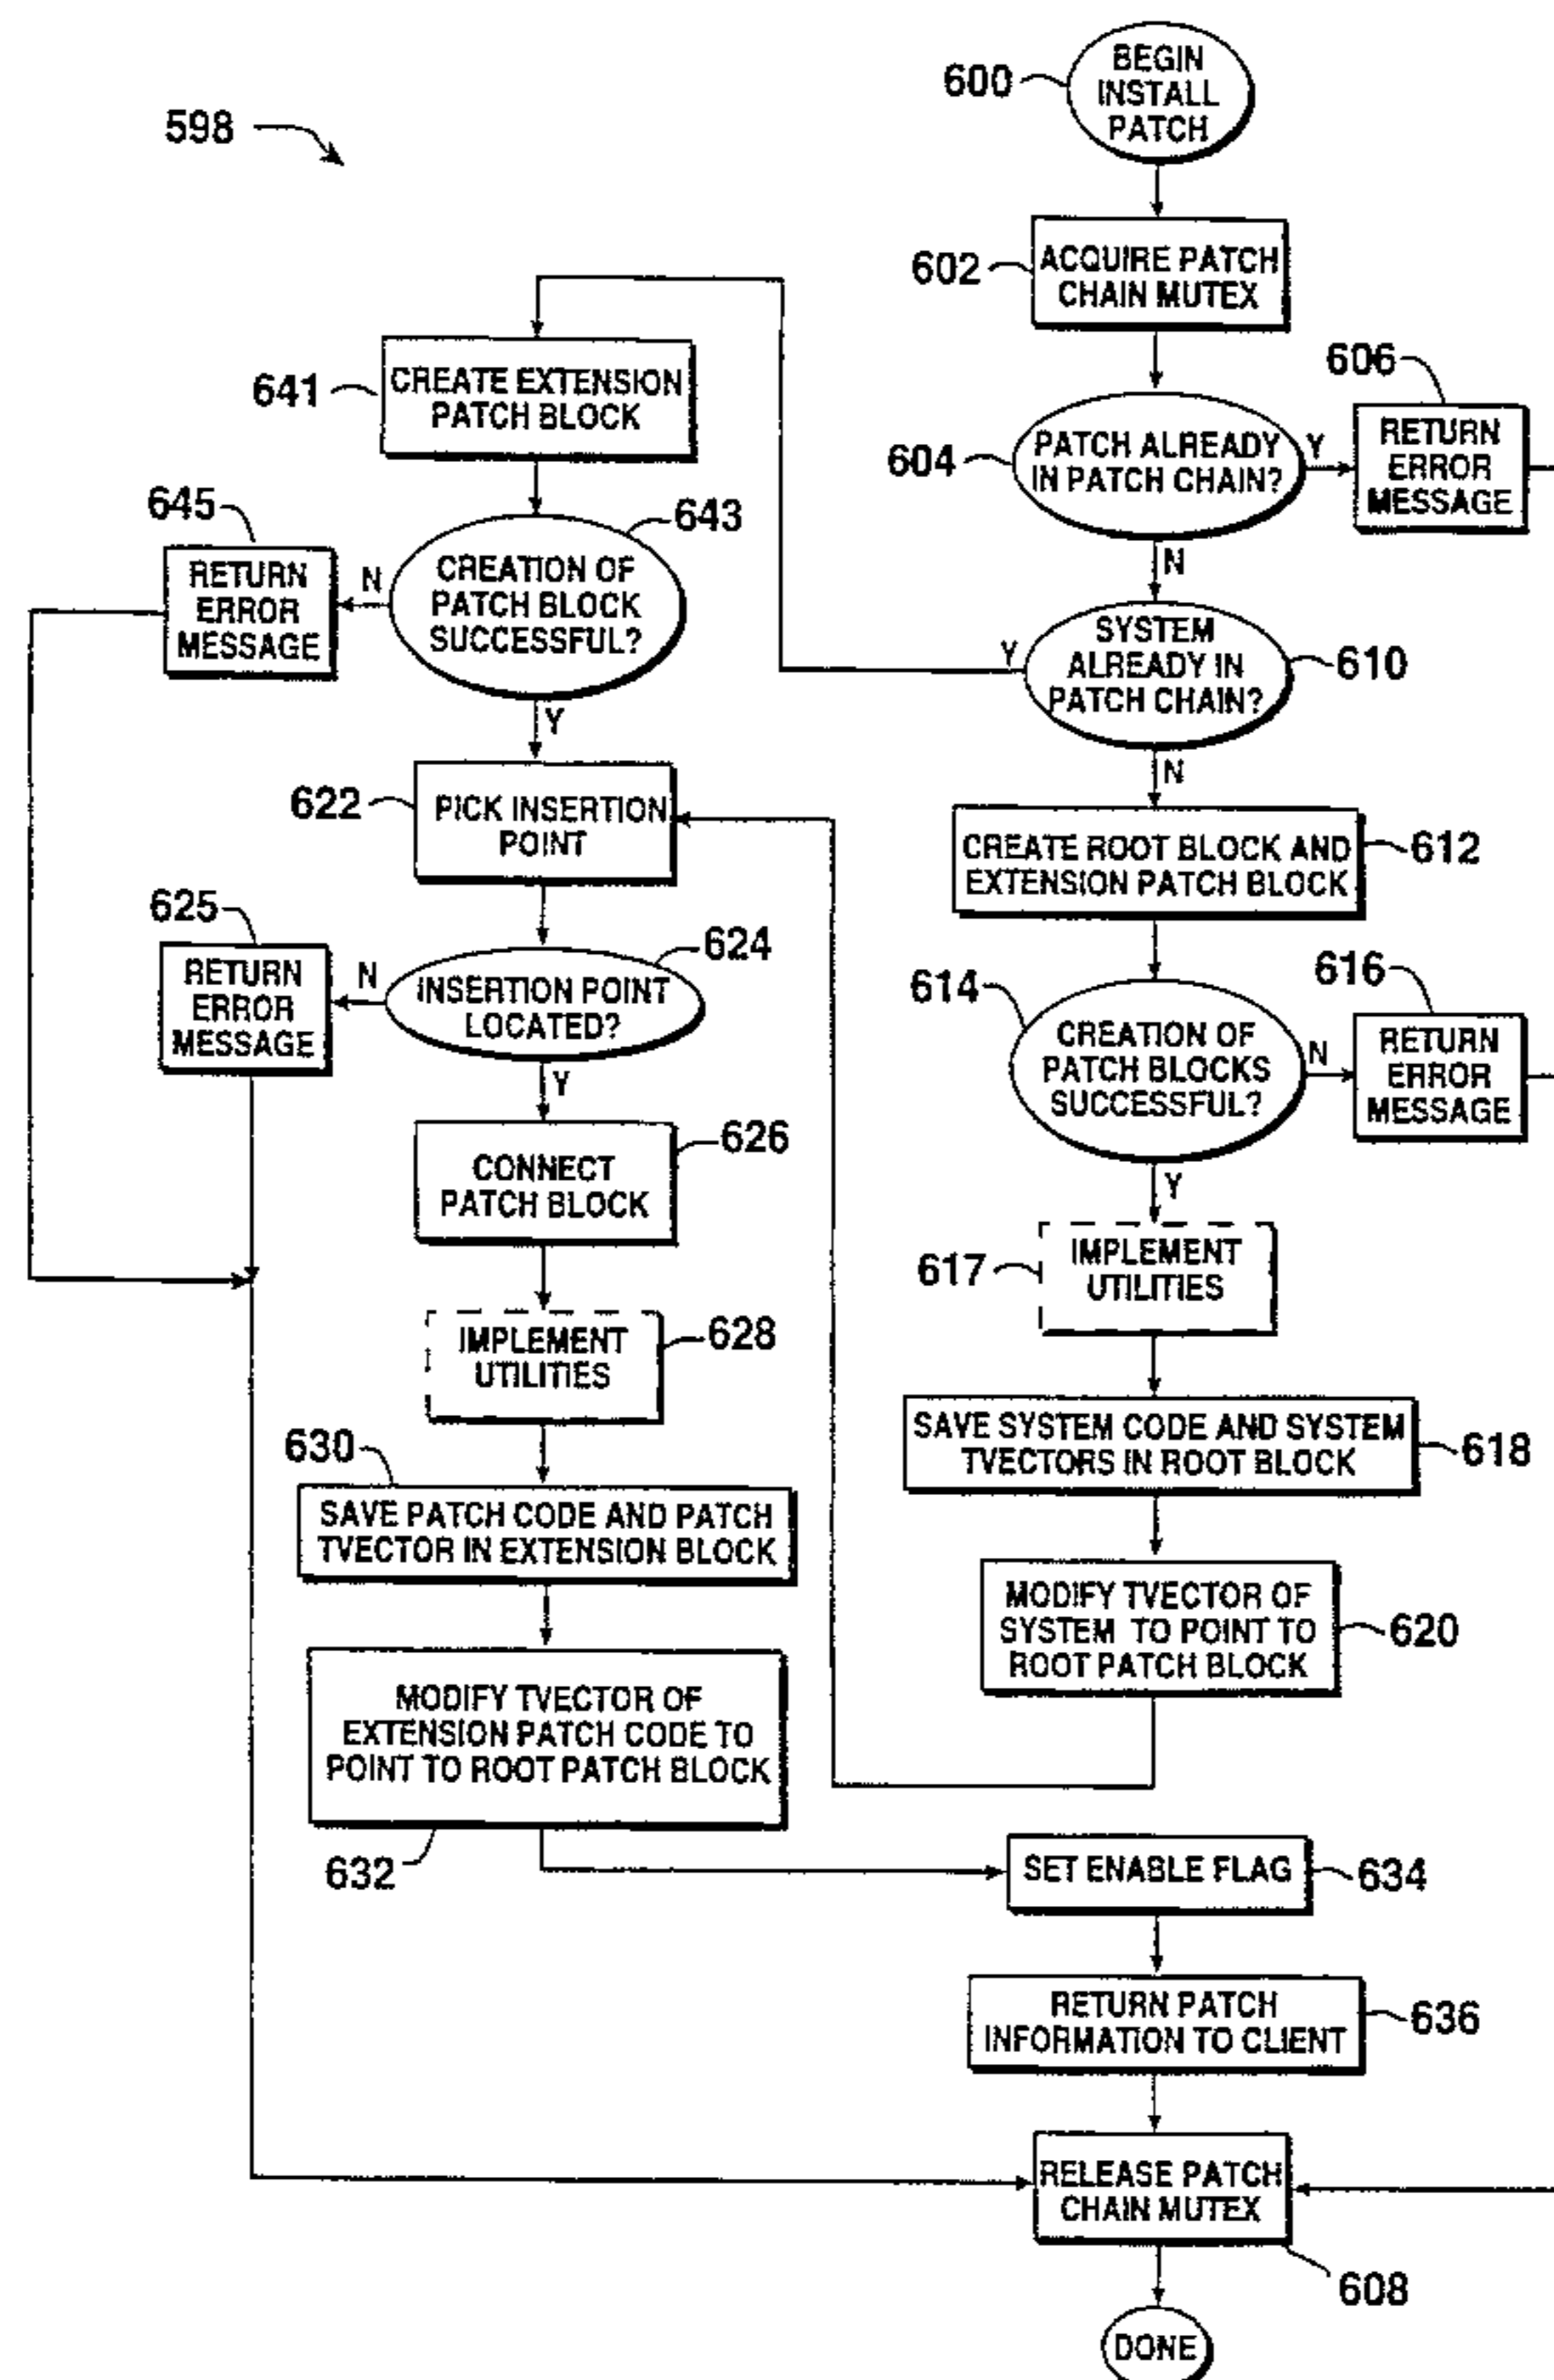 598
600
BEGIN
INSTALL
PATCH
602
ACQUIRE PATCH
CHAIN MUTEX
604
PATCH ALREADY
IN PATCH CHAIN?
Y
606
RETURN
ERROR
MESSAGE
N
SYSTEM
ALREADY IN
PATCH CHAIN?
610
Y
N
641
CREATE EXTENSION
PATCH BLOCK
643
CREATION OF
PATCH BLOCK
SUCCESSFUL?
N
645
RETURN
ERROR
MESSAGE
Y
612
CREATE ROOT BLOCK AND
EXTENSION PATCH BLOCK
614
CREATION OF
PATCH BLOCKS
SUCCESSFUL?
N
616
RETURN
ERROR
MESSAGE
Y
617
IMPLEMENT
UTILITIES
SAVE SYSTEM CODE AND SYSTEM
TVECTORS IN ROOT BLOCK
618
MODIFY TVECTOR OF
SYSTEM TO POINT TO
ROOT PATCH BLOCK
620
622
PICK INSERTION
POINT
624
INSERTION POINT
LOCATED?
N
625
RETURN
ERROR
MESSAGE
Y
626
CONNECT
PATCH BLOCK
IMPLEMENT
UTILITIES
628
630
SAVE PATCH CODE AND PATCH
TVECTOR IN EXTENSION BLOCK
MODIFY TVECTOR OF
EXTENSION PATCH CODE TO
POINT TO ROOT PATCH BLOCK
632
SET ENABLE FLAG
634
RETURN PATCH
INFORMATION TO CLIENT
636
RELEASE PATCH
CHAIN MUTEX
608
DONE